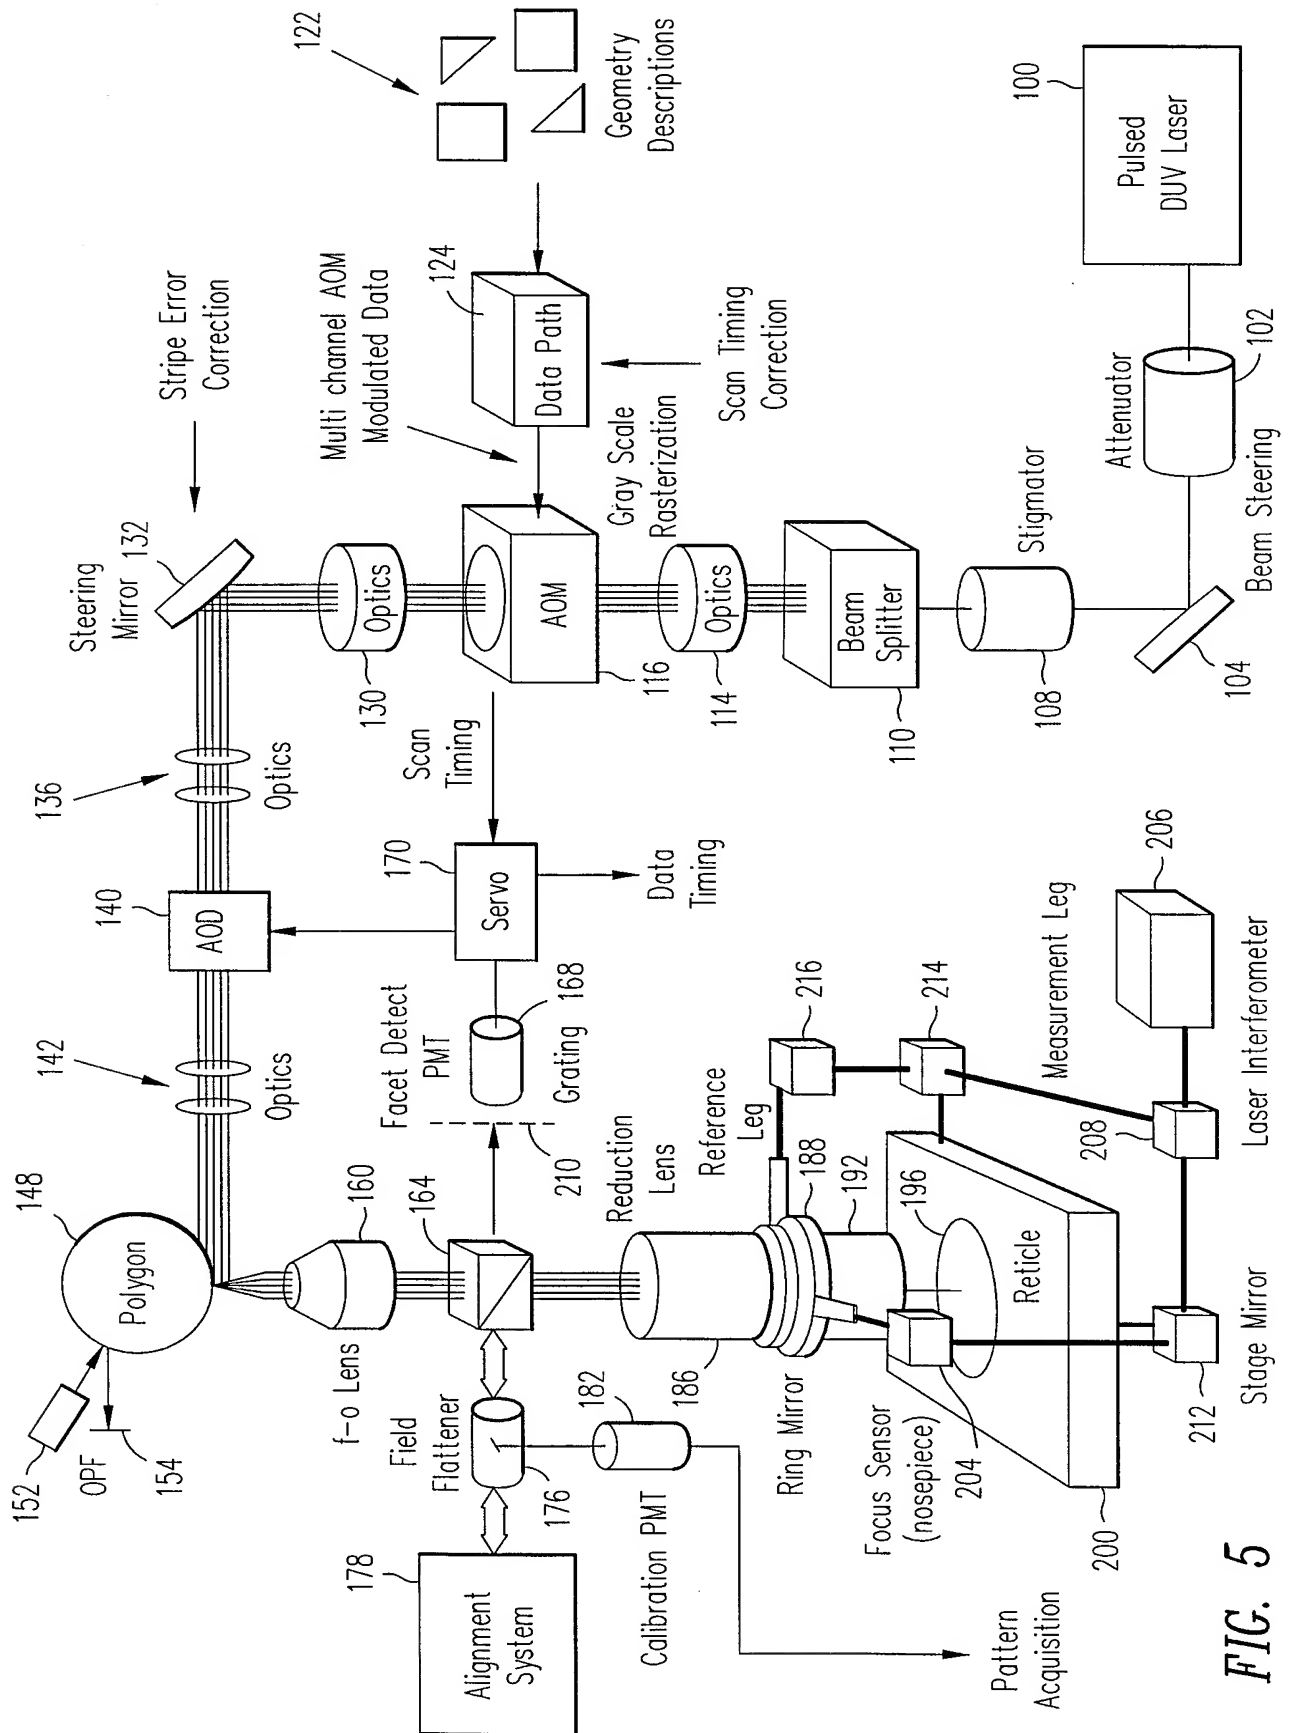 122
Geometry
Descriptions
124
Data Path
Multi channel AOM
Modulated Data
Scan Timing
Correction
Gray Scale
Rasterization
Stripe Error
Correction
100
Pulsed
DUV Laser
102
Attenuator
Beam Steering
104
Stigmator
108
Beam
Splitter
110
Optics
114
AOM
116
Optics
130
Steering
Mirror 132
136
Optics
Scan
Timing
140
AOD
170
Servo
Data
Timing
142
Optics
Facet Detect
PMT
168
Grating
210
148
Polygon
152
OPF
154
160
f-o Lens
164
Field
Flattener
176
178
Alignment
System
182
Calibration PMT
Pattern
Acquisition
Reduction
Lens
186
Ring Mirror
Reference
Leg
188
192
196
Reticle
Focus Sensor
(nosepiece)
204
200
216
214
Measurement Leg
206
208
Laser Interferometer
212
Stage Mirror
FIG. 5